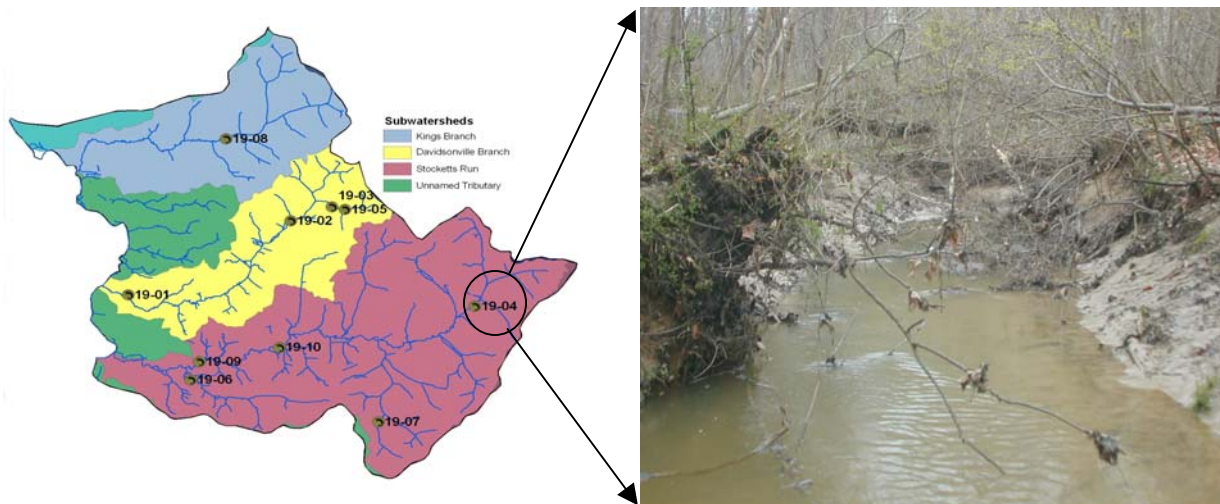 Subwatersheds
Kings Branch
Davidsonville Branch
Stocketts Run
Unnamed Tributary
19-08
19-03
19-02
19-05
19-01
19-04
19-10
19-09
19-06
19-07